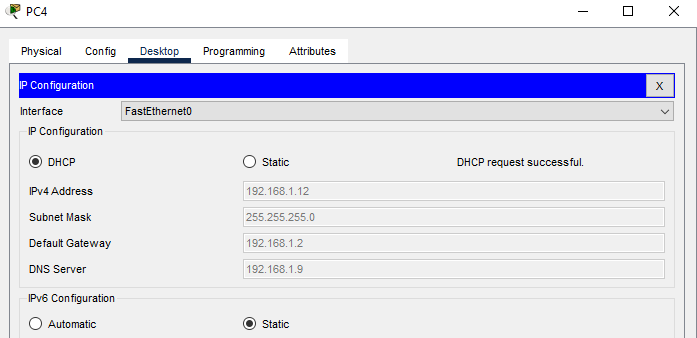 PC4
Physical Config Desktop Programming Attributes
IP Configuration X
Interface FastEthernet0
IP Configuration
DHCP Static DHCP request successful.
IPv4 Address 192.168.1.12
Subnet Mask 255.255.255.0
Default Gateway 192.168.1.2
DNS Server 192.168.1.9
IPv6 Configuration
Automatic Static